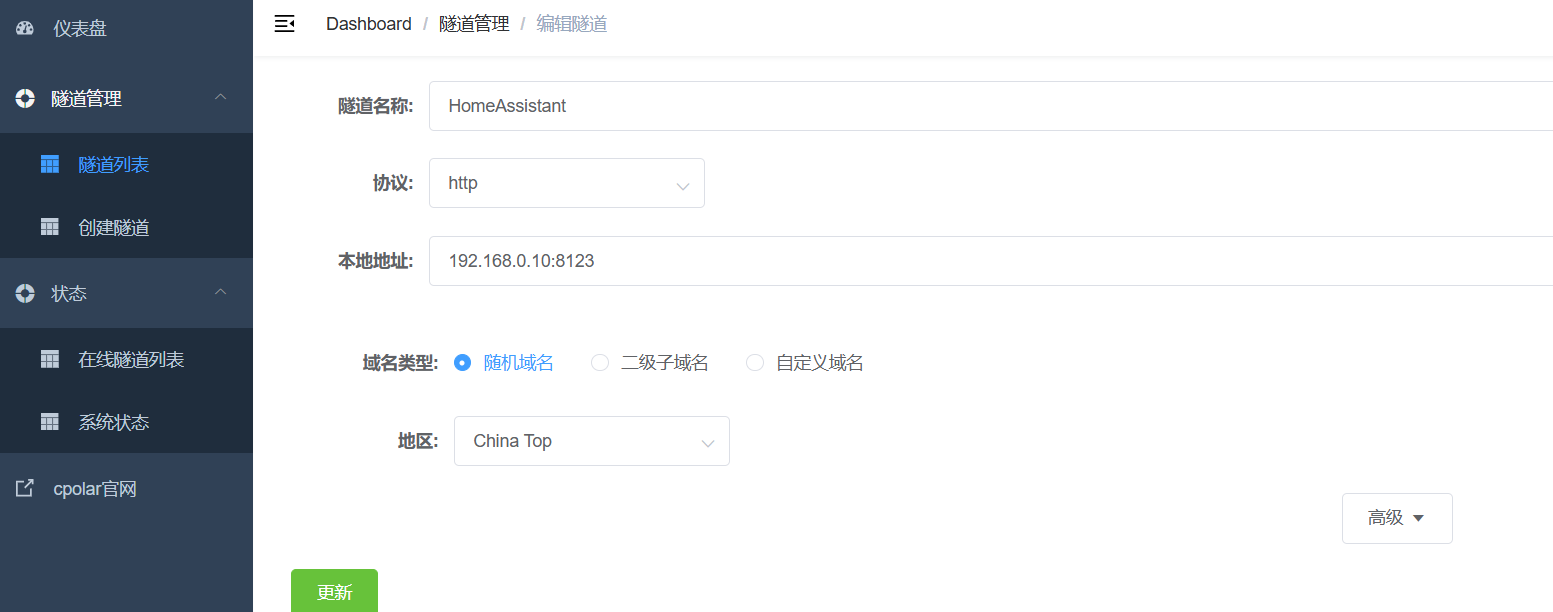 仪表盘
隧道管理
隧道列表
创建隧道
状态
在线隧道列表
系统状态
cpolar官网
Dashboard / 隧道管理 / 编辑隧道
隧道名称: HomeAssistant
协议: http
本地地址: 192.168.0.10:8123
域名类型: 随机域名 二级子域名 自定义域名
地区: China Top
高级
更新